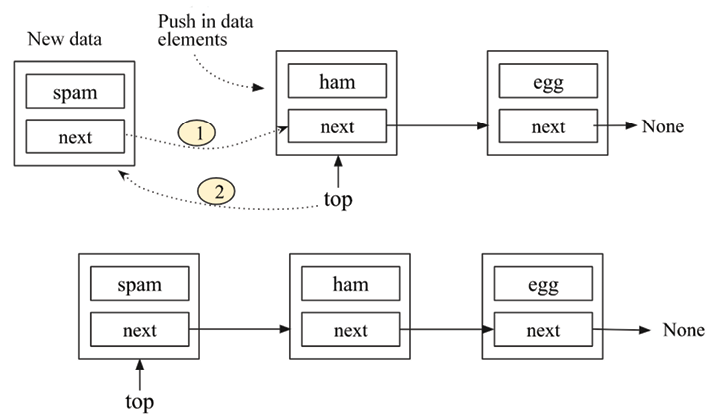 New data
Push in data
elements
spam
next
ham
next
egg
next
None
1
2
top
spam
next
ham
next
egg
next
None
top